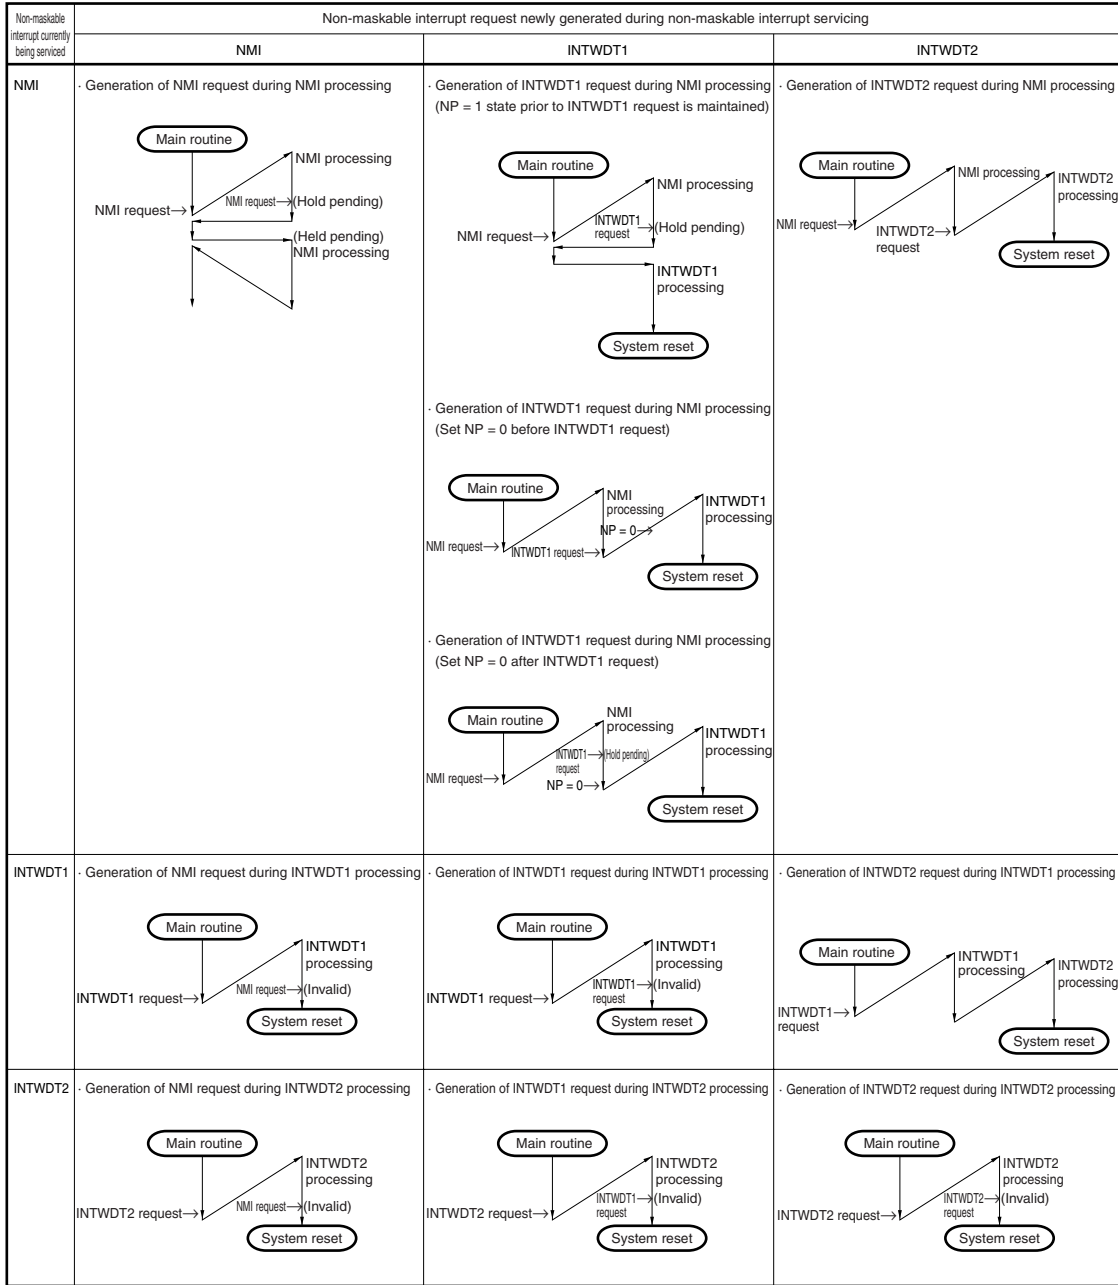 Non-maskable
interrupt currently
being serviced
Non-maskable interrupt request newly generated during non-maskable interrupt servicing
NMI
INTWDT1
INTWDT2
NMI
· Generation of NMI request during NMI processing
Main routine
NMI processing
NMI request→
NMI request→(Hold pending)
(Held pending)
NMI processing
· Generation of INTWDT1 request during NMI processing
(NP = 1 state prior to INTWDT1 request is maintained)
Main routine
NMI processing
NMI request→
INTWDT1
request
→(Hold pending)
INTWDT1
processing
System reset
· Generation of INTWDT1 request during NMI processing
(Set NP = 0 before INTWDT1 request)
Main routine
NMI
processing
INTWDT1
processing
NP = 0→
NMI request→
INTWDT1 request→
System reset
· Generation of INTWDT1 request during NMI processing
(Set NP = 0 after INTWDT1 request)
Main routine
NMI
processing
INTWDT1
processing
INTWDT1
request
→(Hold pending)
NMI request→
NP = 0→
System reset
· Generation of INTWDT2 request during NMI processing
Main routine
NMI processing
INTWDT2
processing
NMI request→
INTWDT2→
request
System reset
INTWDT1
· Generation of NMI request during INTWDT1 processing
Main routine
INTWDT1
processing
INTWDT1 request→
NMI request→(Invalid)
System reset
· Generation of INTWDT1 request during INTWDT1 processing
Main routine
INTWDT1
processing
INTWDT1 request→
INTWDT1→(Invalid)
request
System reset
· Generation of INTWDT2 request during INTWDT1 processing
Main routine
INTWDT1
processing
INTWDT2
processing
INTWDT1→
request
System reset
INTWDT2
· Generation of NMI request during INTWDT2 processing
Main routine
INTWDT2
processing
INTWDT2 request→
NMI request→(Invalid)
System reset
· Generation of INTWDT1 request during INTWDT2 processing
Main routine
INTWDT2
processing
INTWDT2 request→
INTWDT1→(Invalid)
request
System reset
· Generation of INTWDT2 request during INTWDT2 processing
Main routine
INTWDT2
processing
INTWDT2 request→
INTWDT2→(Invalid)
request
System reset